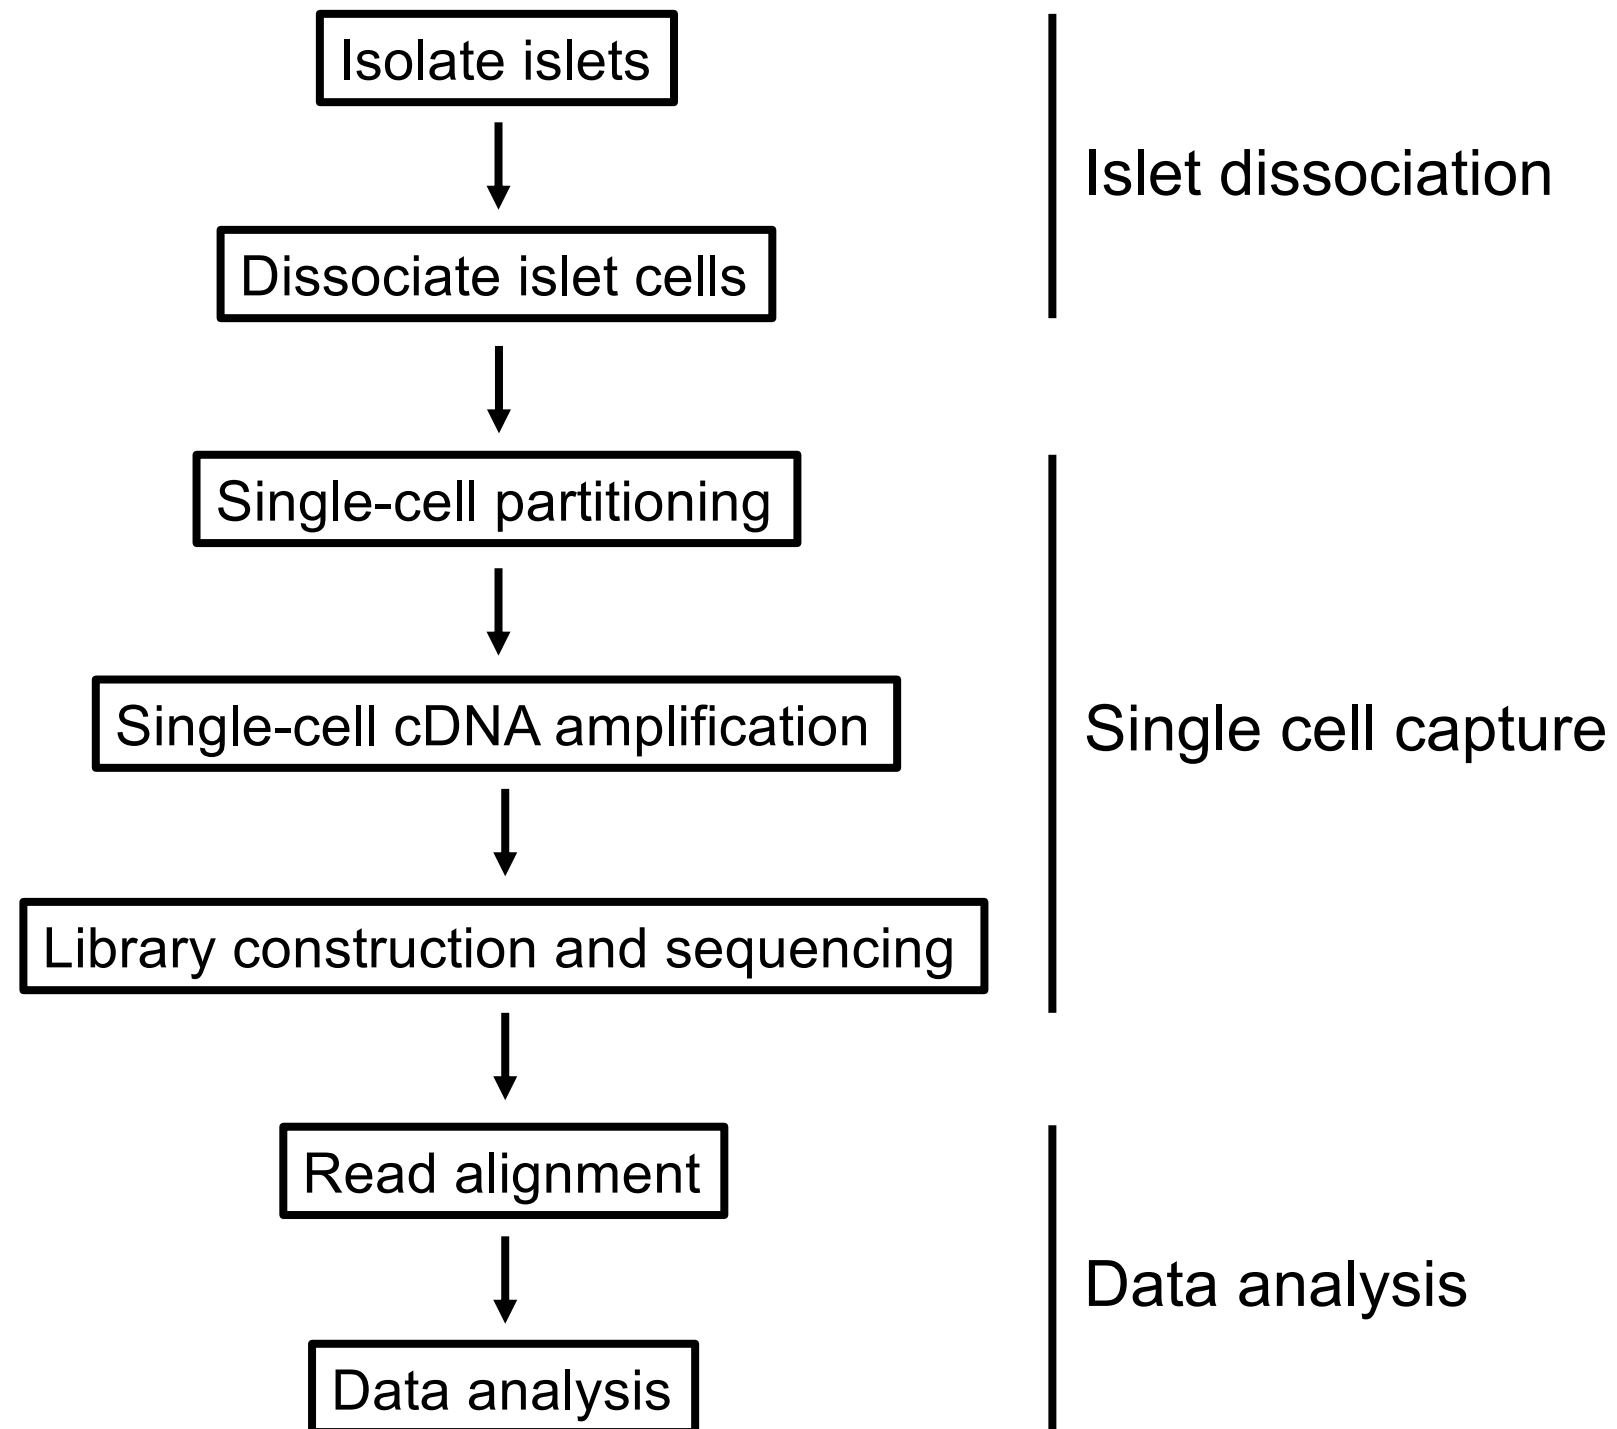 Isolate islets
Islet dissociation
Dissociate islet cells
Single-cell partitioning
Single-cell cDNA amplification
Single cell capture
Library construction and sequencing
Read alignment
Data analysis
Data analysis